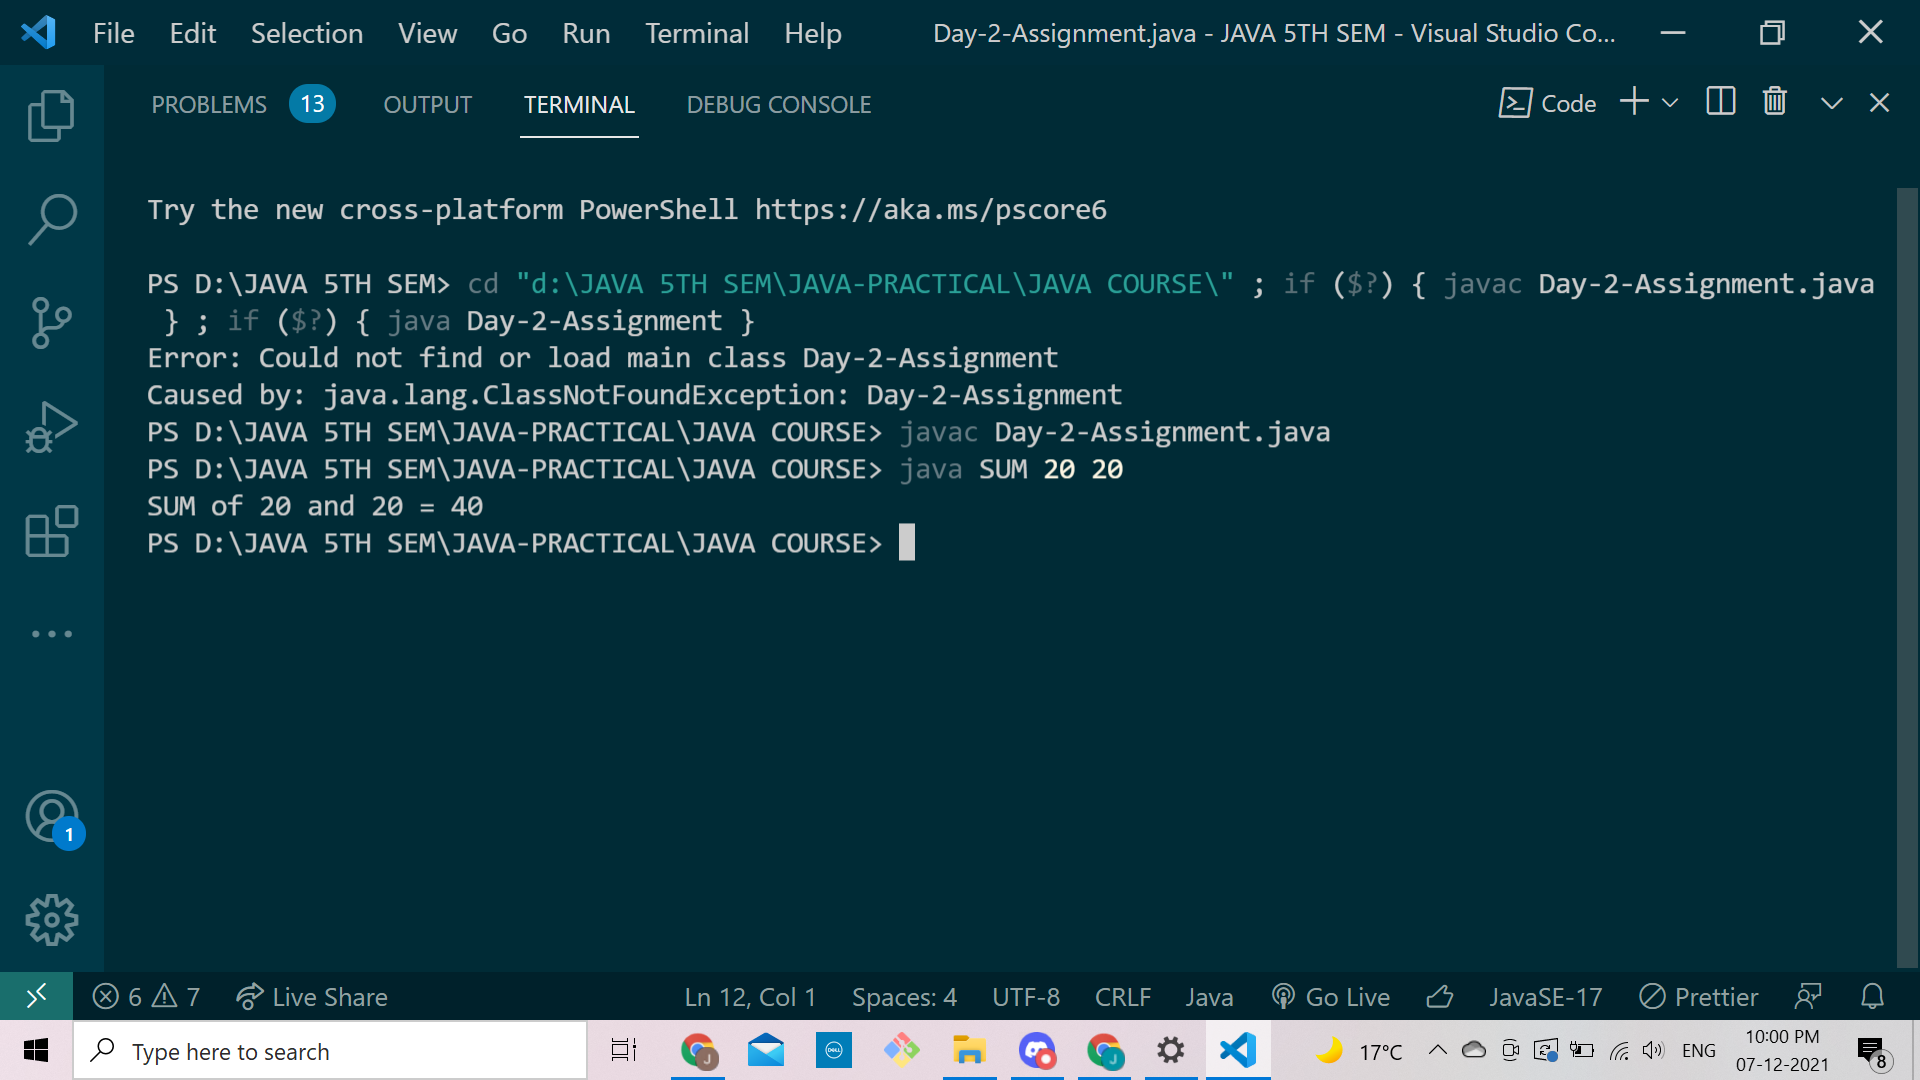 File Edit Selection View Go Run Terminal Help Day-2-Assignment.java - JAVA 5TH SEM - Visual Studio Co...
PROBLEMS 13 OUTPUT TERMINAL DEBUG CONSOLE Code
Try the new cross-platform PowerShell https://aka.ms/pscore6
PS D:\JAVA 5TH SEM> cd "d:\JAVA 5TH SEM\JAVA-PRACTICAL\JAVA COURSE\" ; if ($?) { javac Day-2-Assignment.java
} ; if ($?) { java Day-2-Assignment }
Error: Could not find or load main class Day-2-Assignment
Caused by: java.lang.ClassNotFoundException: Day-2-Assignment
PS D:\JAVA 5TH SEM\JAVA-PRACTICAL\JAVA COURSE> javac Day-2-Assignment.java
PS D:\JAVA 5TH SEM\JAVA-PRACTICAL\JAVA COURSE> java SUM 20 20
SUM of 20 and 20 = 40
PS D:\JAVA 5TH SEM\JAVA-PRACTICAL\JAVA COURSE>
1
6 7 Live Share Ln 12, Col 1 Spaces: 4 UTF-8 CRLF Java Go Live JavaSE-17 Prettier
Type here to search J DELL J 17°C ENG 10:00 PM
07-12-2021 8